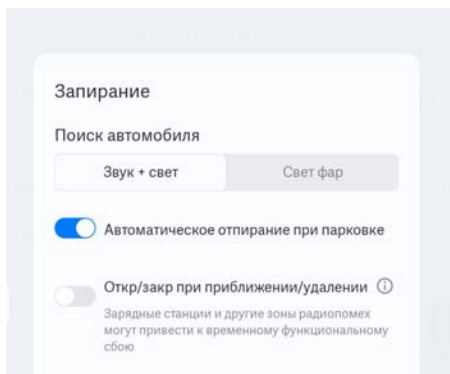 Запирание
Поиск автомобиля
Звук + свет
Свет фар
Автоматическое отпирание при парковке
Откр/закр при приближении/удалении
Зарядные станции и другие зоны радиопомех
могут привести к временному функциональному
сбою